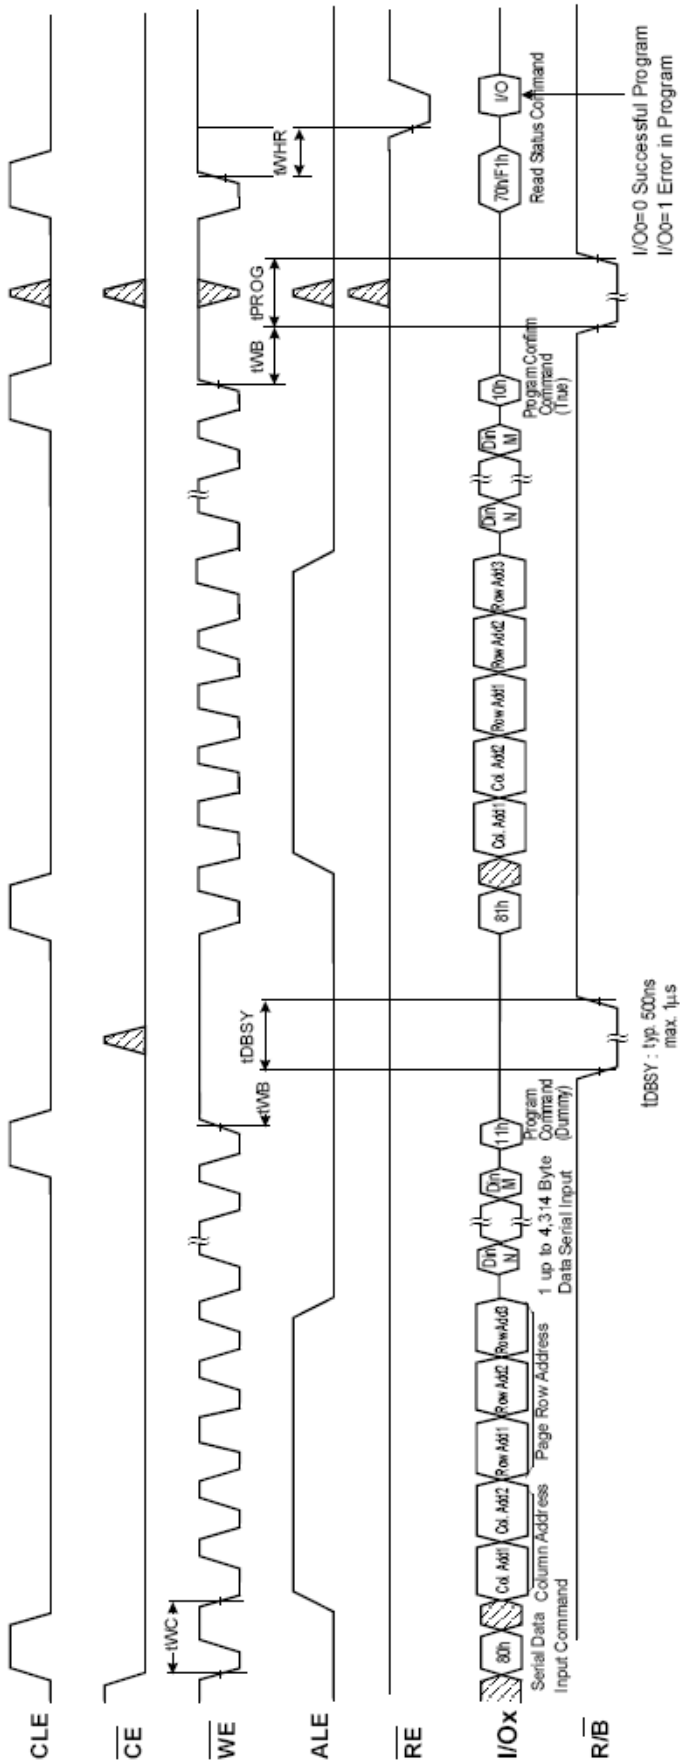 CLE
CE
WE
ALE
RE
I/Ox
R/B
tWC
tWB
tDBSY
tWB
tPROG
tWHR
80h
Col. Add1
Col. Add2
Row Add1
Row Add2
Row Add3
Din
N
Din
M
11h
81h
Col. Add1
Col. Add2
Row Add1
Row Add2
Row Add3
Din
N
Din
M
10h
70h/F1h
I/O
Serial Data
Input Command
Column Address
Page Row Address
1 up to 4,314 Byte
Data Serial Input
Program
Command
(Dummy)
Program Confirm
Command
(True)
Read Status Command
tDBSY : typ. 500ns
max. 1μs
I/O0=0 Successful Program
I/O0=1 Error in Program